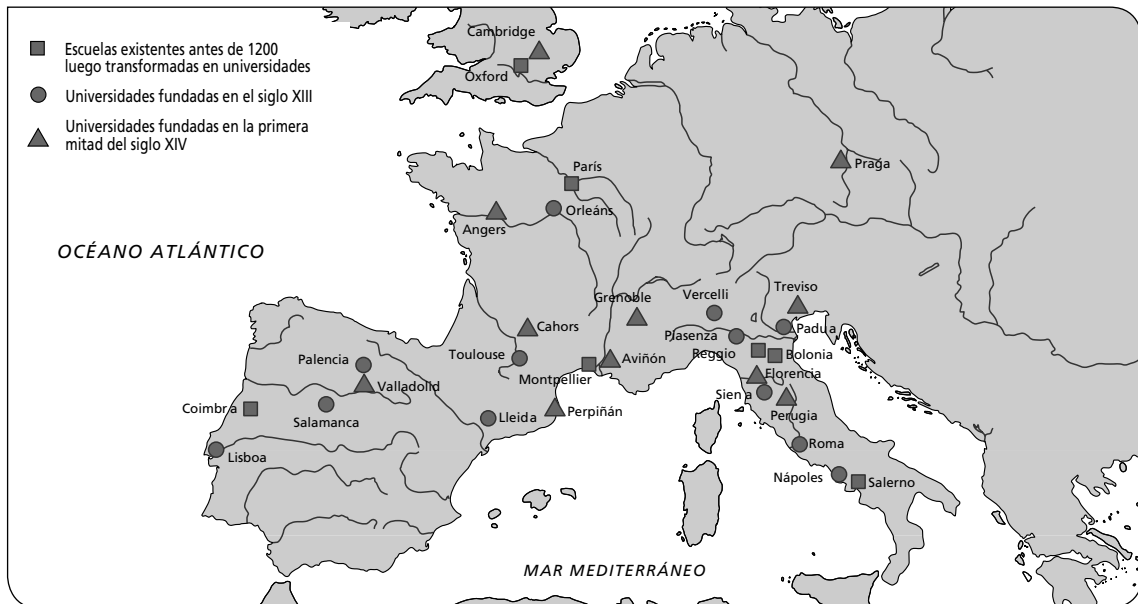 Escuelas existentes antes de 1200
luego transformadas en universidades
Universidades fundadas en el siglo XIII
Universidades fundadas en la primera
mitad del siglo XIV
Cambridge
Oxford
París
Praga
Orleáns
Angers
OCÉANO ATLÁNTICO
Grenoble
Vercelli
Treviso
Cahors
Padua
Piasenza
Palencia
Toulouse
Aviñón
Reggio
Bolonia
Montpellier
Florencia
Valladolid
Siena
Coimbra
Perpiñán
Perugia
Salamanca
Lleida
Roma
Lisboa
Nápoles
Salerno
MAR MEDITERRÁNEO